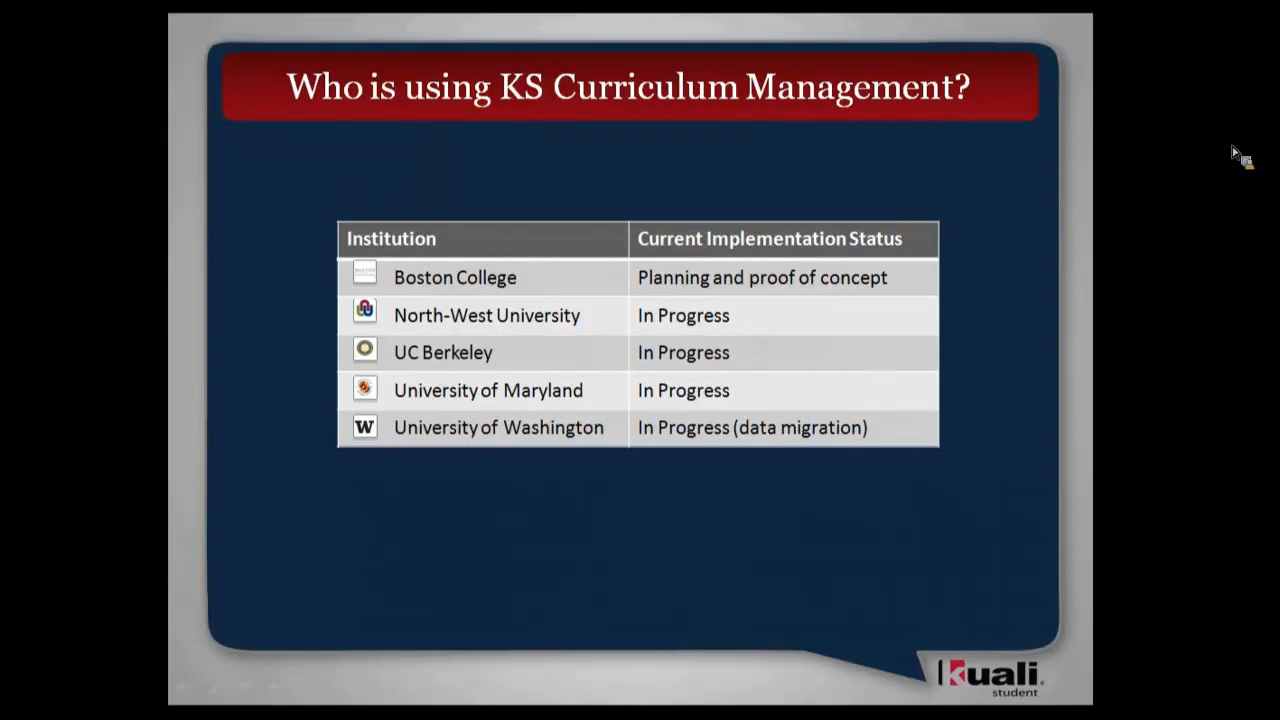 Who is using KS Curriculum Management?
Institution Current Implementation Status
Boston College Planning and proof of concept
North-West University In Progress
UC Berkeley In Progress
University of Maryland In Progress
W University of Washington In Progress (data migration)
kuali
student